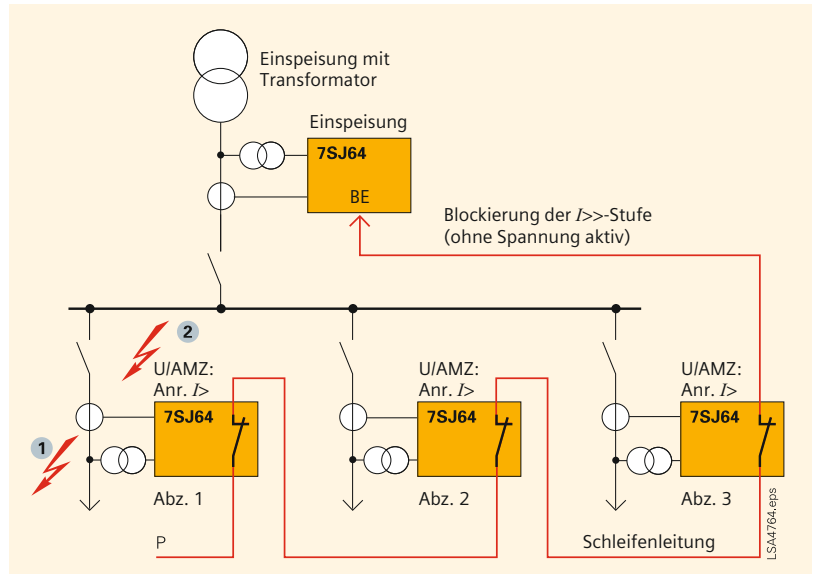 Einspeisung mit
Transformator
Einspeisung
7SJ64
BE
Blockierung der I>>-Stufe
(ohne Spannung aktiv)
2
U/AMZ:
Anr. I>
7SJ64
1
Abz. 1
U/AMZ:
Anr. I>
7SJ64
Abz. 2
U/AMZ:
Anr. I>
7SJ64
Abz. 3
P
Schleifenleitung
LSA4764.eps